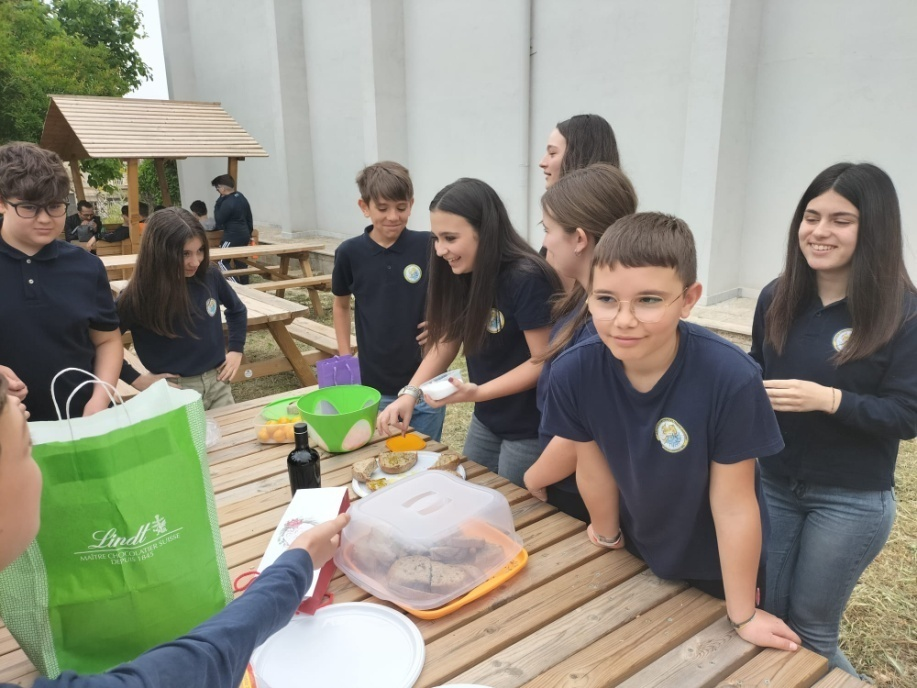 Lindt
MAÎTRE CHOCOLATIER SUISSE
DEPUIS 1845